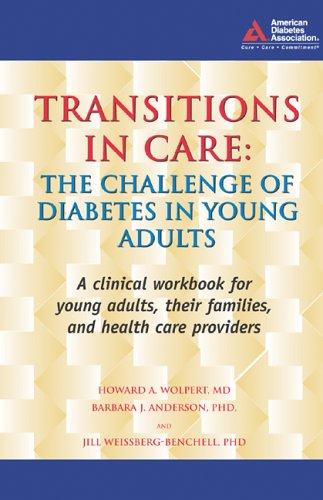 American
Diabetes
Association.
Cure • Care • Commitment®
TRANSITIONS
IN CARE:
THE CHALLENGE OF
DIABETES IN YOUNG
ADULTS
A clinical workbook for
young adults, their families,
and health care providers
HOWARD A. WOLPERT, MD
BARBARA J. ANDERSON, PHD,
AND
JILL WEISSBERG-BENCHELL, PHD